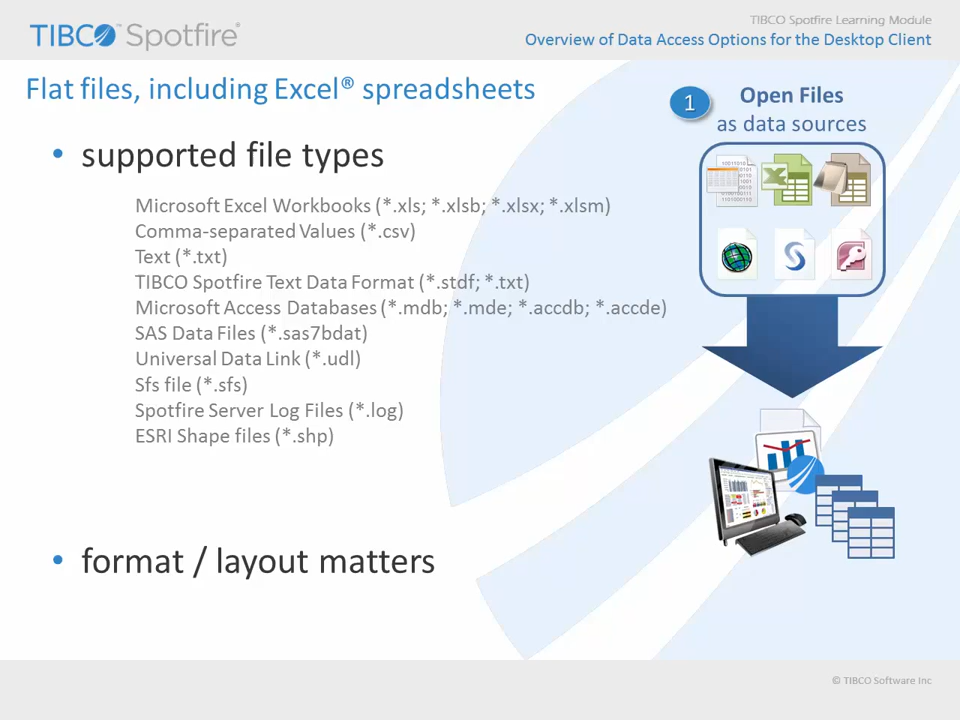 TIBCO™ Spotfire®
TIBCO Spotfire Learning Module
Overview of Data Access Options for the Desktop Client
Flat files, including Excel® spreadsheets
• supported file types
Microsoft Excel Workbooks (*.xls; *.xlsb; *.xlsx; *.xlsm)
Comma-separated Values (*.csv)
Text (*.txt)
TIBCO Spotfire Text Data Format (*.stdf; *.txt)
Microsoft Access Databases (*.mdb; *.mde; *.accdb; *.accde)
SAS Data Files (*.sas7bdat)
Universal Data Link (*.udl)
Sfs file (*.sfs)
Spotfire Server Log Files (*.log)
ESRI Shape files (*.shp)
• format / layout matters
1
Open Files
as data sources
© TIBCO Software Inc